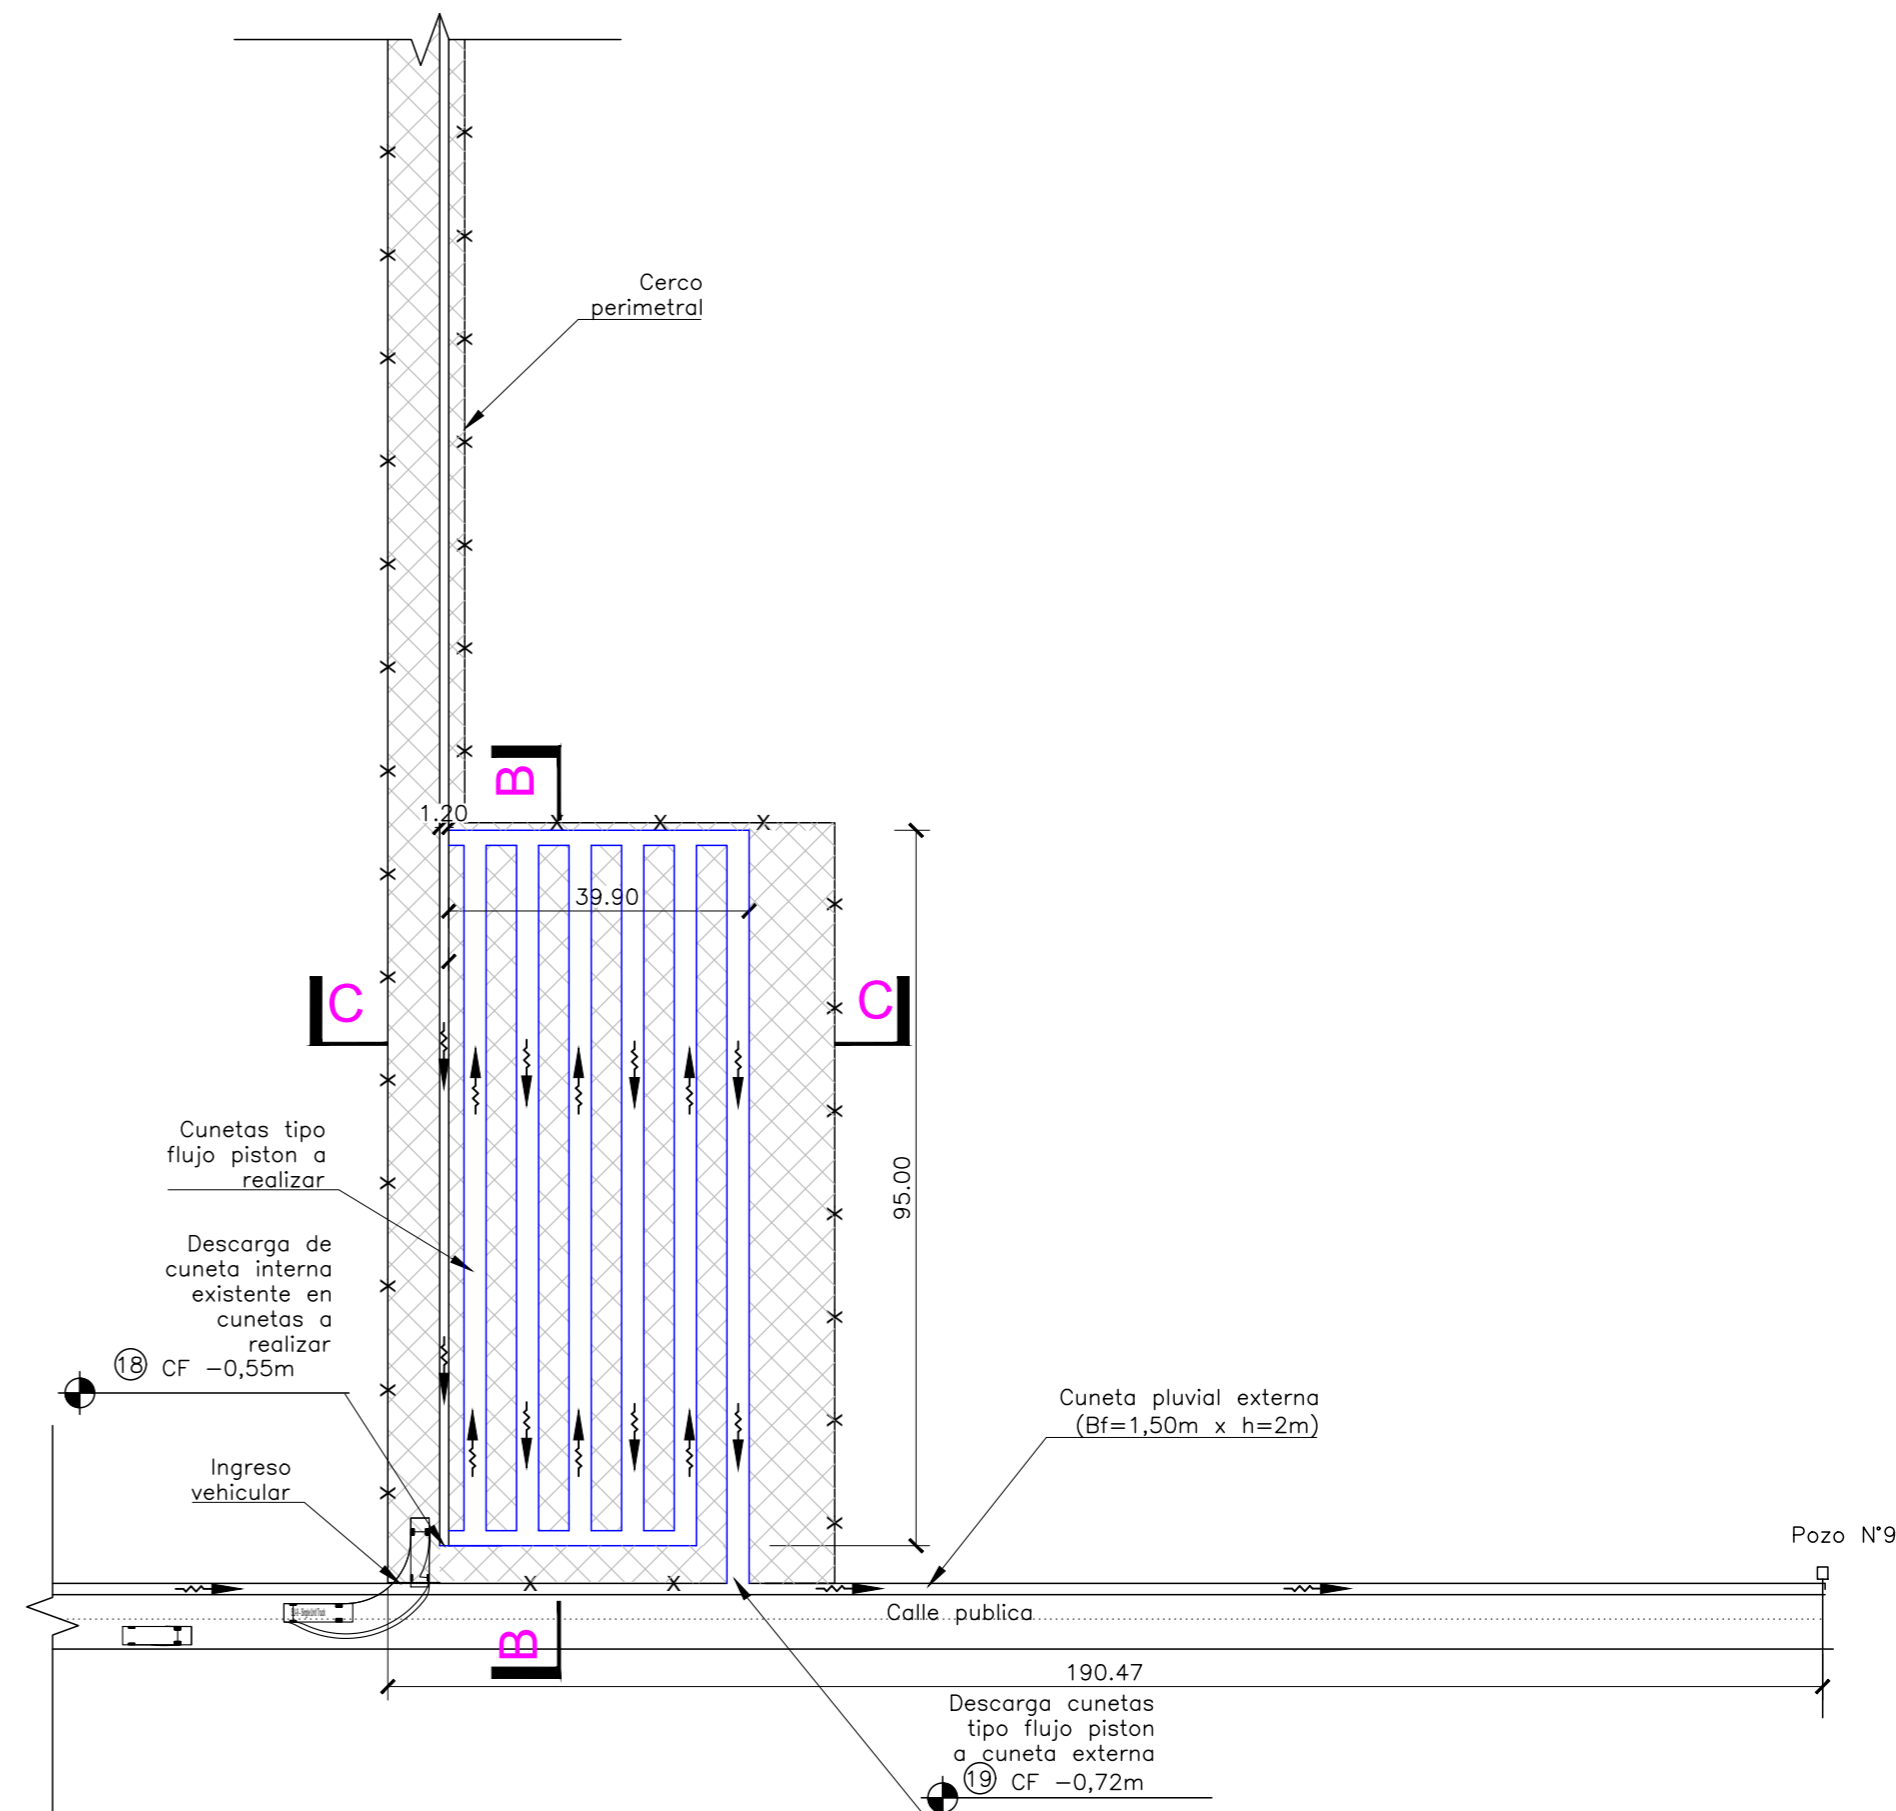 Cerco
perimetral
B
1.20
39.90
C
C
Cunetas tipo
flujo piston a
realizar
95.00
Descarga de
cuneta interna
existente en
cunetas a
realizar
18 CF -0,55m
Cuneta pluvial externa
(Bf=1,50m x h=2m)
Ingreso
vehicular
Pozo N°9
Calle publica
B
190.47
Descarga cunetas
tipo flujo piston
a cuneta externa
19 CF -0,72m